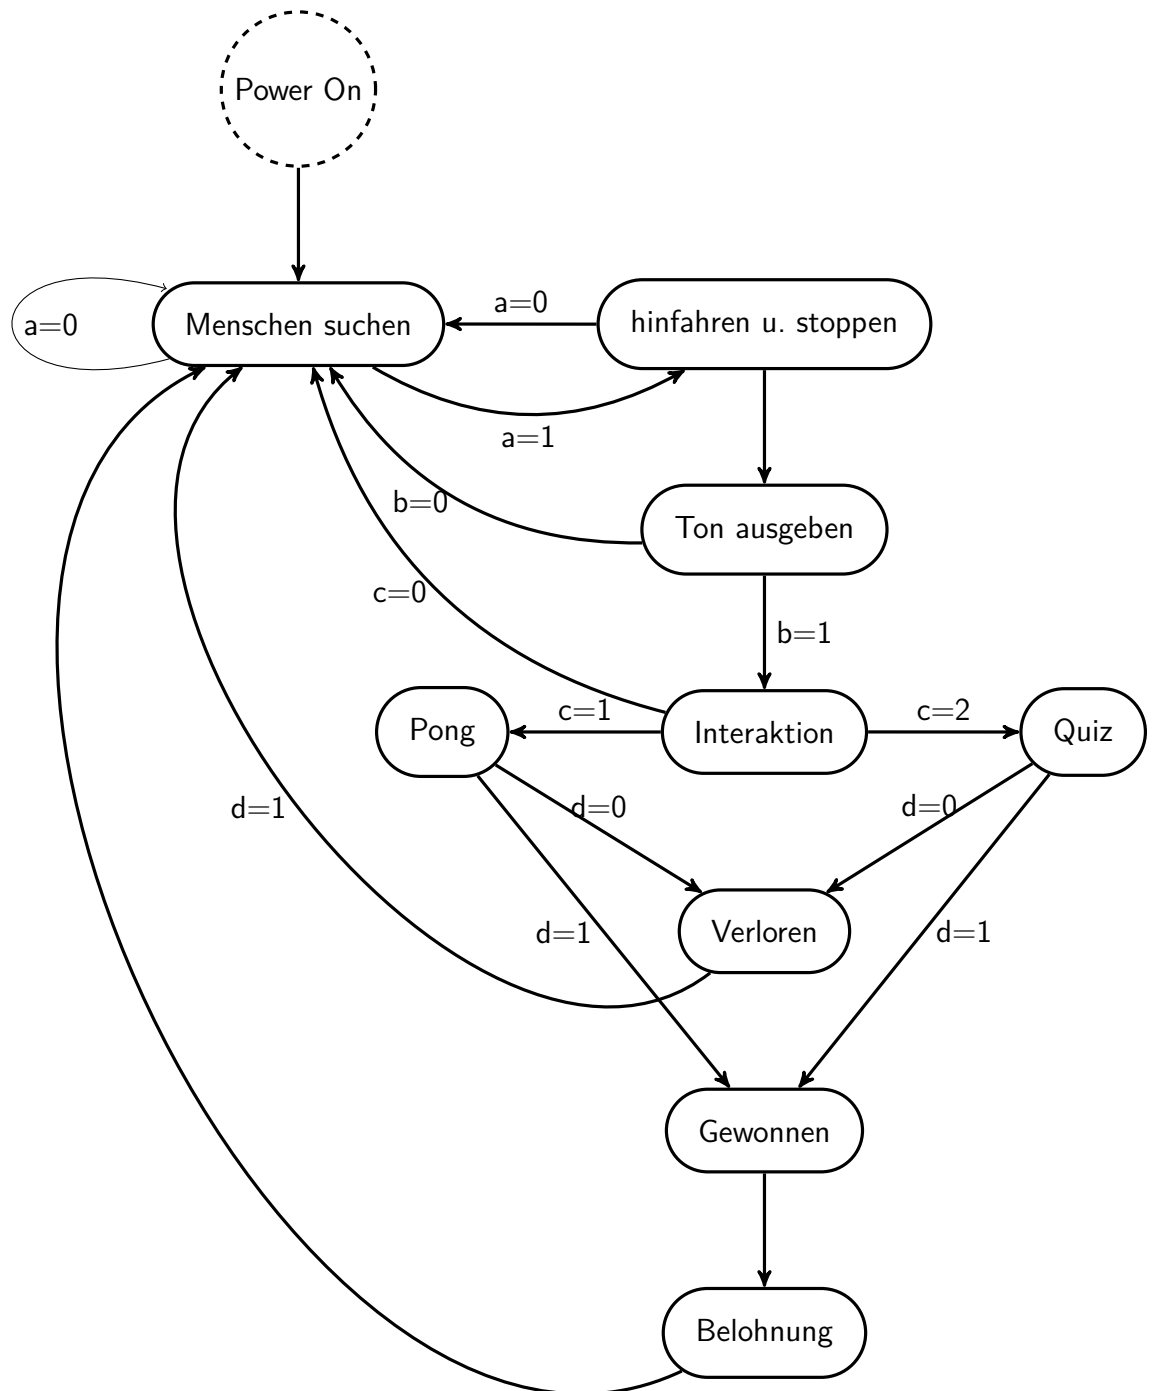 Power On
a=0
Menschen suchen
a=0
hinfahren u. stoppen
a=1
b=0
Ton ausgeben
c=0
b=1
Pong
c=1
Interaktion
c=2
Quiz
d=1
d=0
d=0
d=1
Verloren
d=1
Gewonnen
Belohnung